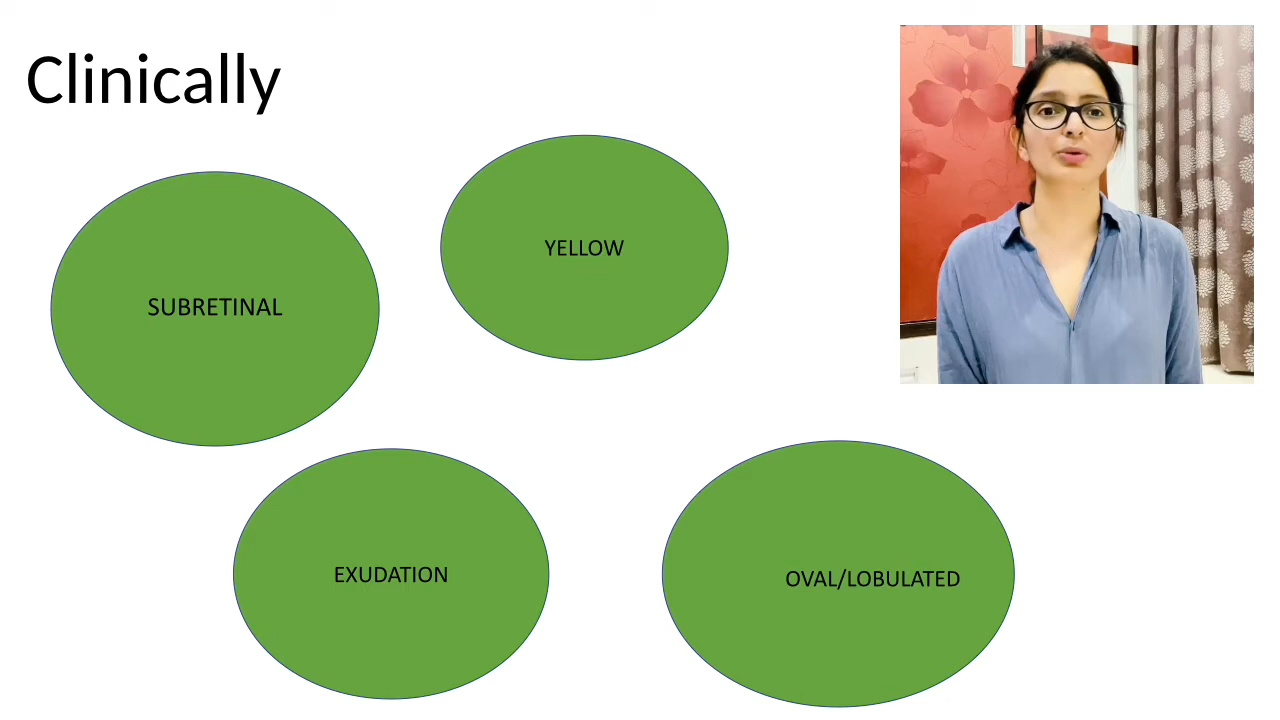 Clinically
YELLOW
SUBRETINAL
EXUDATION
OVAL/LOBULATED